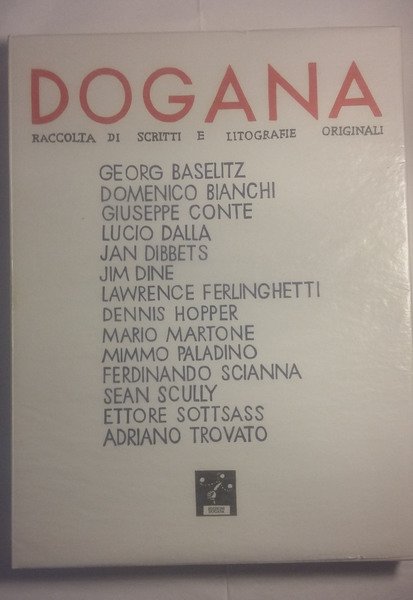 DOGANA
RACCOLTA DI SCRITTI E LITOGRAFIE ORIGINALI
GEORG BASELITZ
DOMENICO BIANCHI
GIUSEPPE CONTE
LUCIO DALLA
JAN DIBBETS
JIM DINE
LAWRENCE FERLINGHETTI
DENNIS HOPPER
MARIO MARTONE
MIMMO PALADINO
FERDINANDO SCIANNA
SEAN SCULLY
ETTORE SOTTSASS
ADRIANO TROVATO